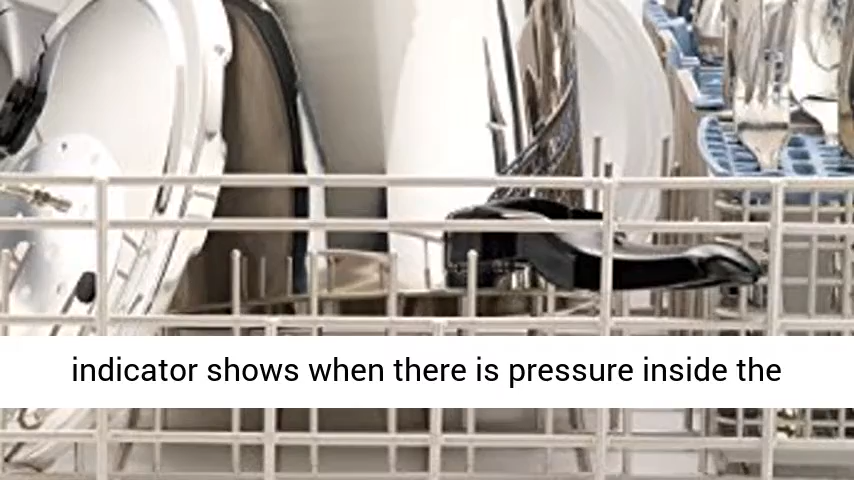 indicator shows when there is pressure inside the